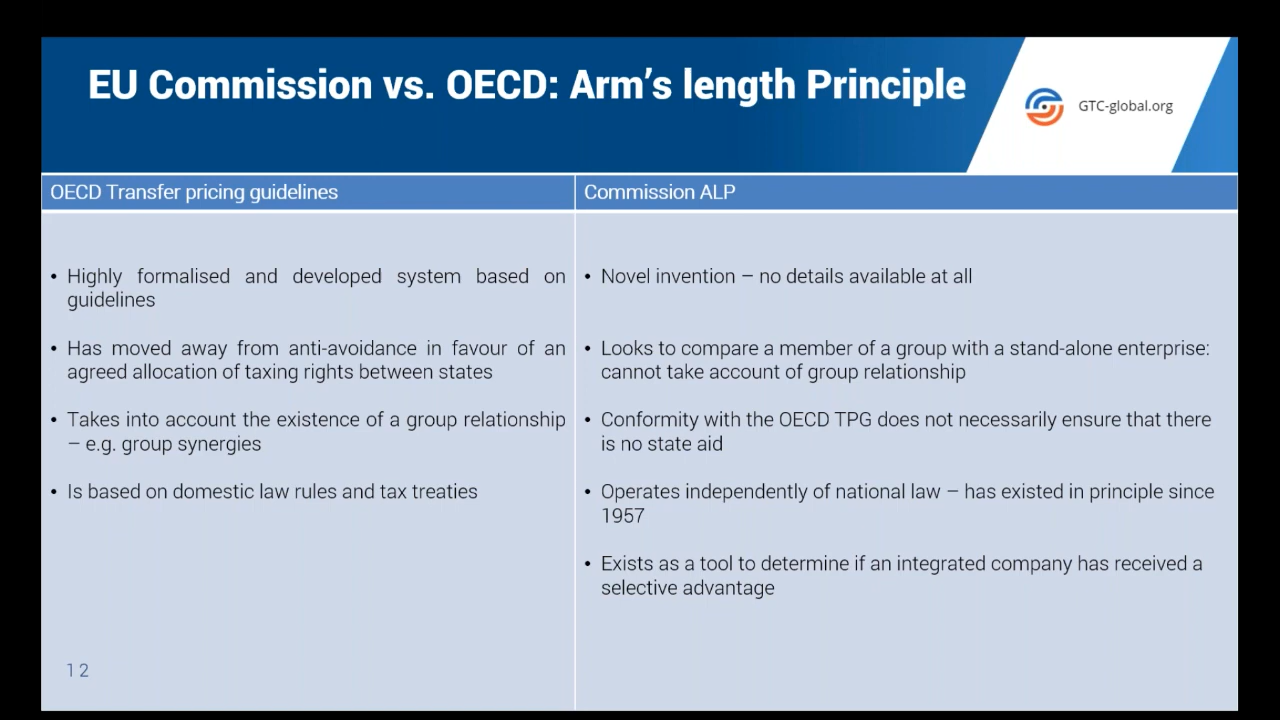 EU Commission vs. OECD: Arm's length Principle
GTC-global.org
OECD Transfer pricing guidelines
• Highly formalised and developed system based on
guidelines
• Has moved away from anti-avoidance in favour of an
agreed allocation of taxing rights between states
• Takes into account the existence of a group relationship
– e.g. group synergies
• Is based on domestic law rules and tax treaties
Commission ALP
• Novel invention – no details available at all
• Looks to compare a member of a group with a stand-alone enterprise:
cannot take account of group relationship
• Conformity with the OECD TPG does not necessarily ensure that there
is no state aid
• Operates independently of national law – has existed in principle since
1957
• Exists as a tool to determine if an integrated company has received a
selective advantage
12